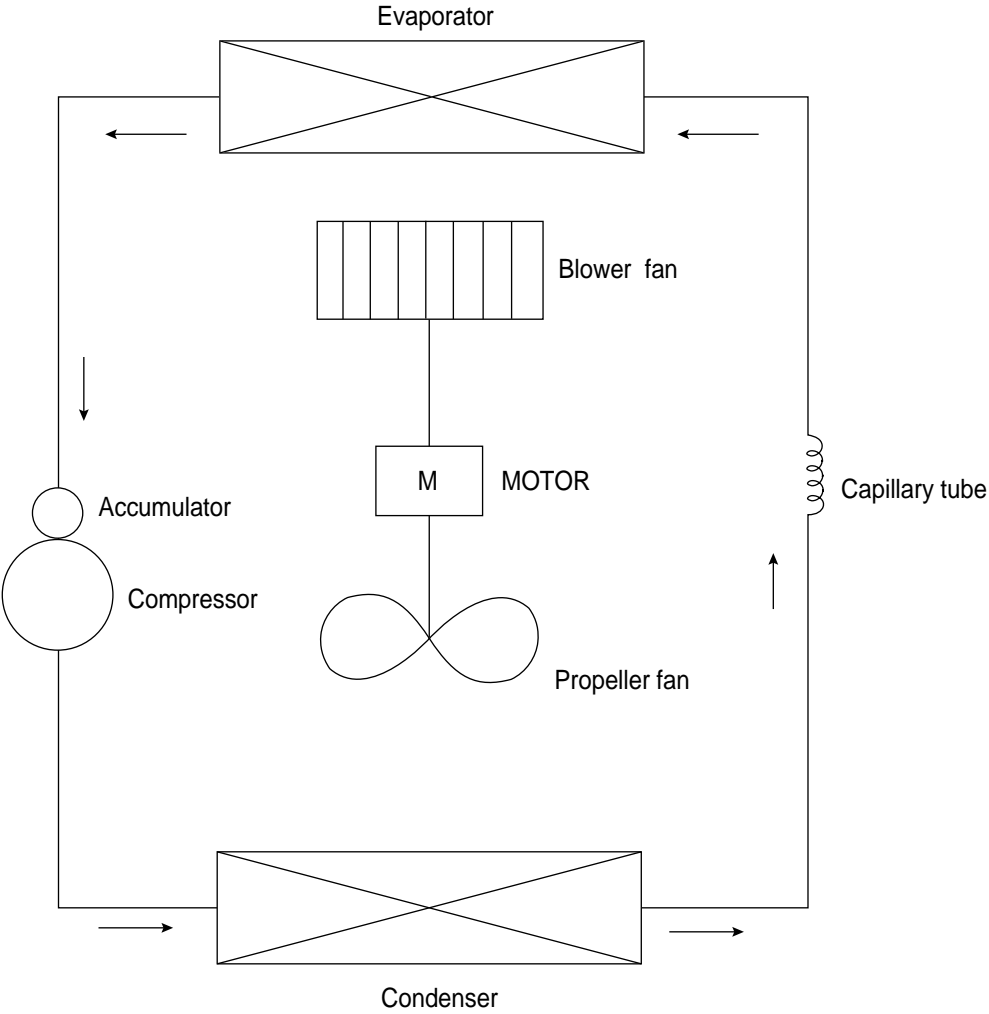 Evaporator
Blower fan
M
MOTOR
Capillary tube
Accumulator
Compressor
Propeller fan
Condenser